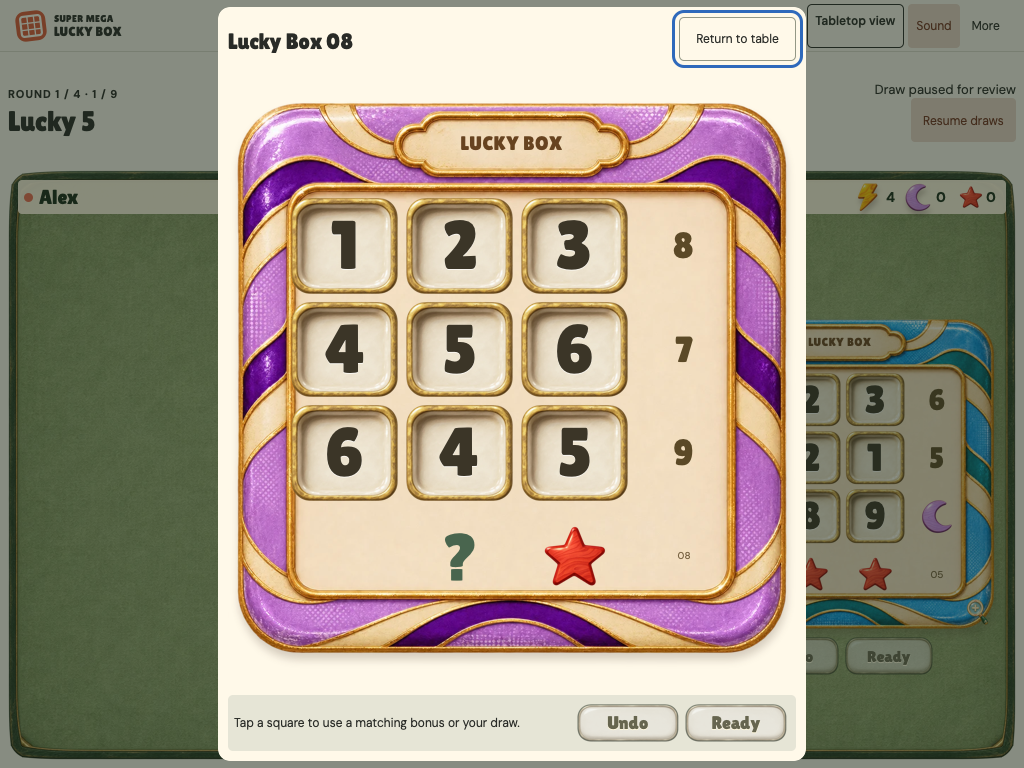 SUPER MEGA
LUCKY BOX
Tabletop view
Sound
More
ROUND 1 / 4 · 1 / 9
Lucky 5
Draw paused for review
Resume draws
Alex
4 0 0
Lucky Box 08
Return to table
LUCKY BOX
1 2 3 8
4 5 6 7
6 4 5 9
?
08
Tap a square to use a matching bonus or your draw.
Undo
Ready
LUCKY BOX
2 3 6
2 1 5
8 9
05
o
Ready